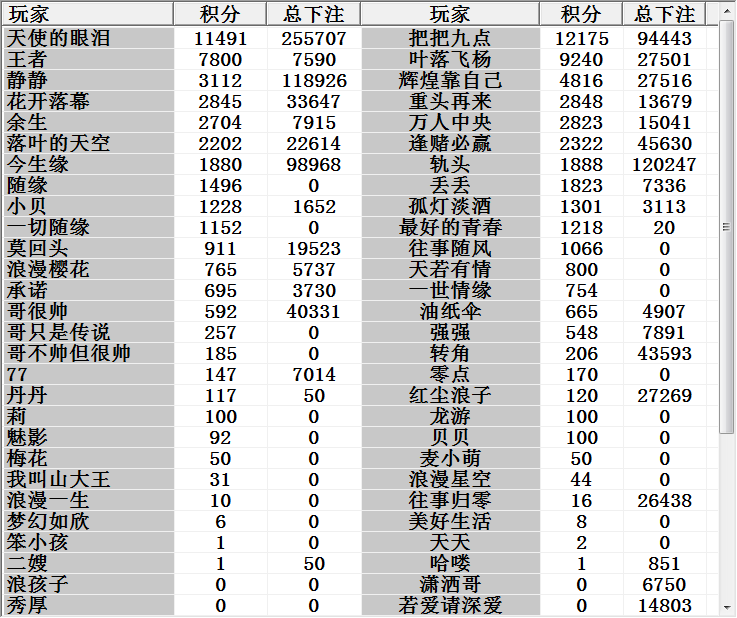 玩家 积分 总下注 玩家 积分 总下注
天使的眼泪 11491 255707 把把九点 12175 94443
王者 7800 7590 叶落飞杨 9240 27501
静静 3112 118926 辉煌靠自己 4816 27516
花开落幕 2845 33647 重头再来 2848 13679
余生 2704 7915 万人中央 2823 15041
落叶的天空 2202 22614 逢赌必赢 2322 45630
今生缘 1880 98968 轨头 1888 120247
随缘 1496 0 丢丢 1823 7336
小贝 1228 1652 孤灯淡酒 1301 3113
一切随缘 1152 0 最好的青春 1218 20
莫回头 911 19523 往事随风 1066 0
浪漫樱花 765 5737 天若有情 800 0
承诺 695 3730 一世情缘 754 0
哥很帅 592 40331 油纸伞 665 4907
哥只是传说 257 0 强强 548 7891
哥不帅但很帅 185 0 转角 206 43593
77 147 7014 零点 170 0
丹丹 117 50 红尘浪子 120 27269
莉 100 0 龙游 100 0
魅影 92 0 贝贝 100 0
梅花 50 0 麦小萌 50 0
我叫山大王 31 0 浪漫星空 44 0
浪漫一生 10 0 往事归零 16 26438
梦幻如欣 6 0 美好生活 8 0
笨小孩 1 0 天天 2 0
二嫂 1 50 哈喽 1 851
浪孩子 0 0 潇洒哥 0 6750
秀厚 0 0 若爱请深爱 0 14803